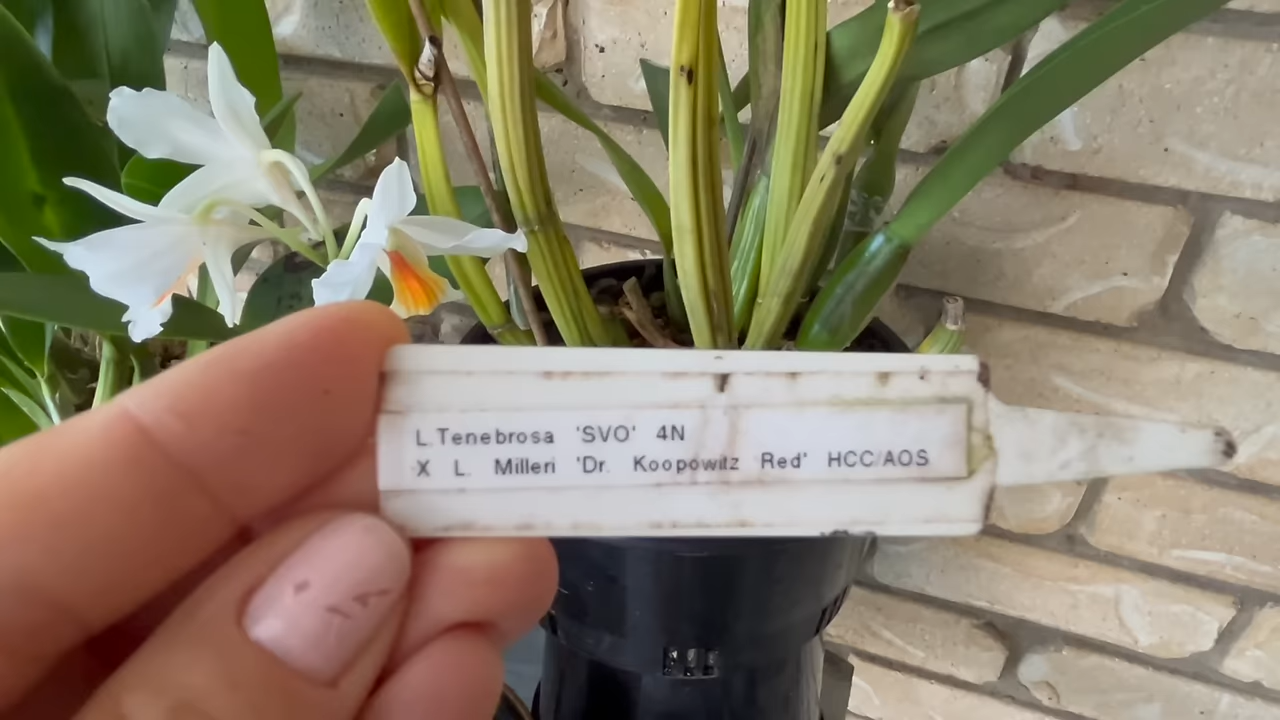 L.Tenebrosa 'SVO' 4N
X L. Milleri 'Dr. Koopowitz Red' HCC/AOS